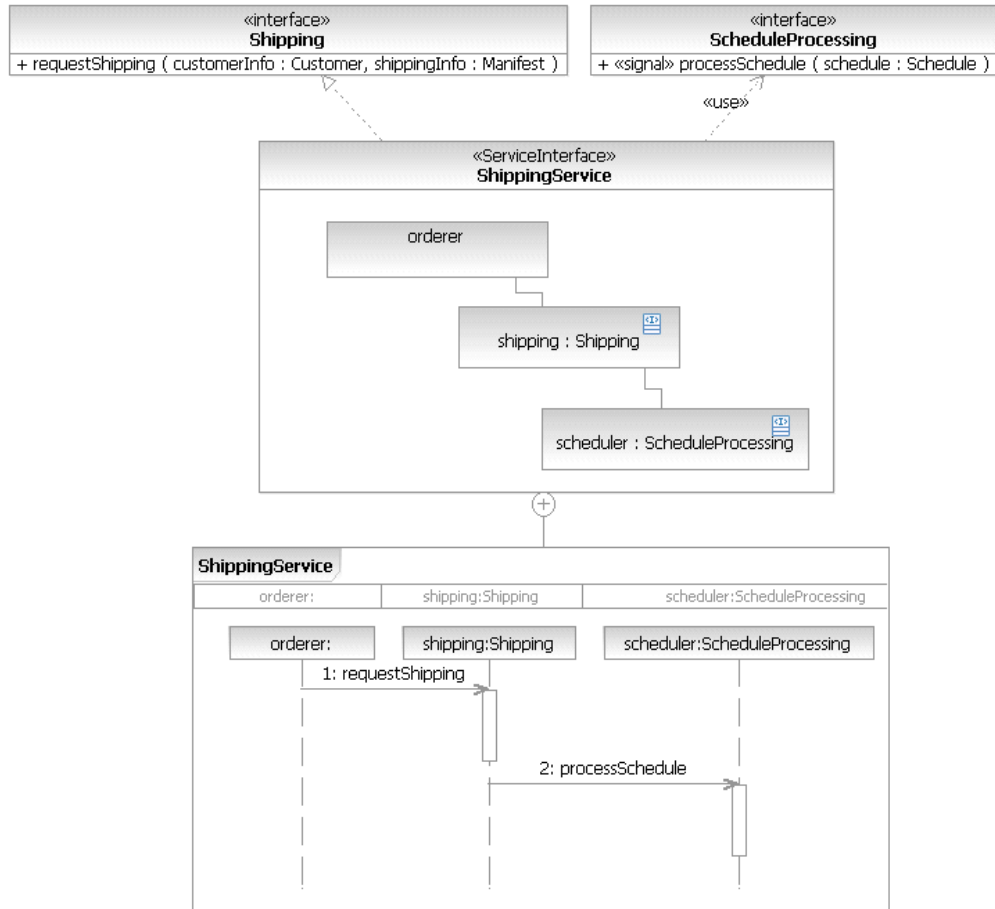 «interface»
Shipping
+ requestShipping ( customerInfo : Customer, shippingInfo : Manifest )
«interface»
ScheduleProcessing
+ «signal» processSchedule ( schedule : Schedule )
«use»
«ServiceInterface»
ShippingService
orderer
shipping : Shipping
scheduler : ScheduleProcessing
ShippingService
orderer:
shipping:Shipping
scheduler:ScheduleProcessing
orderer:
shipping:Shipping
scheduler:ScheduleProcessing
1: requestShipping
2: processSchedule